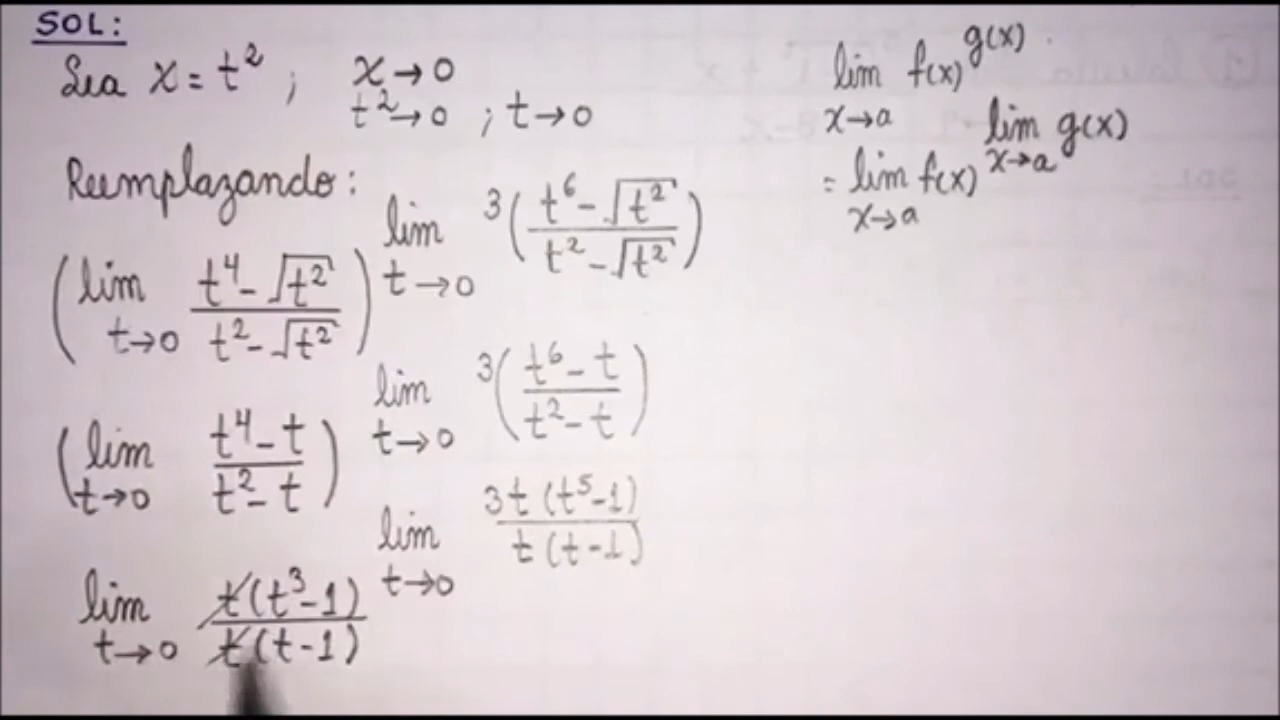 SOL:
Sea x = t² ; x → 0
t² → 0 ; t → 0
Reemplazando:
(lim t→0 (t⁴ - √t²)/(t² - √t²)) lim t→0 3((t⁶ - √t²)/(t² - √t²))
(lim t→0 (t⁴ - t)/(t² - t)) lim t→0 3((t⁶ - t)/(t² - t))
lim t→0 t(t³-1)/t(t-1) lim t→0 3t(t⁵-1)/t(t-1)
lim x→a f(x)^g(x)
= lim x→a f(x)^lim x→a g(x)